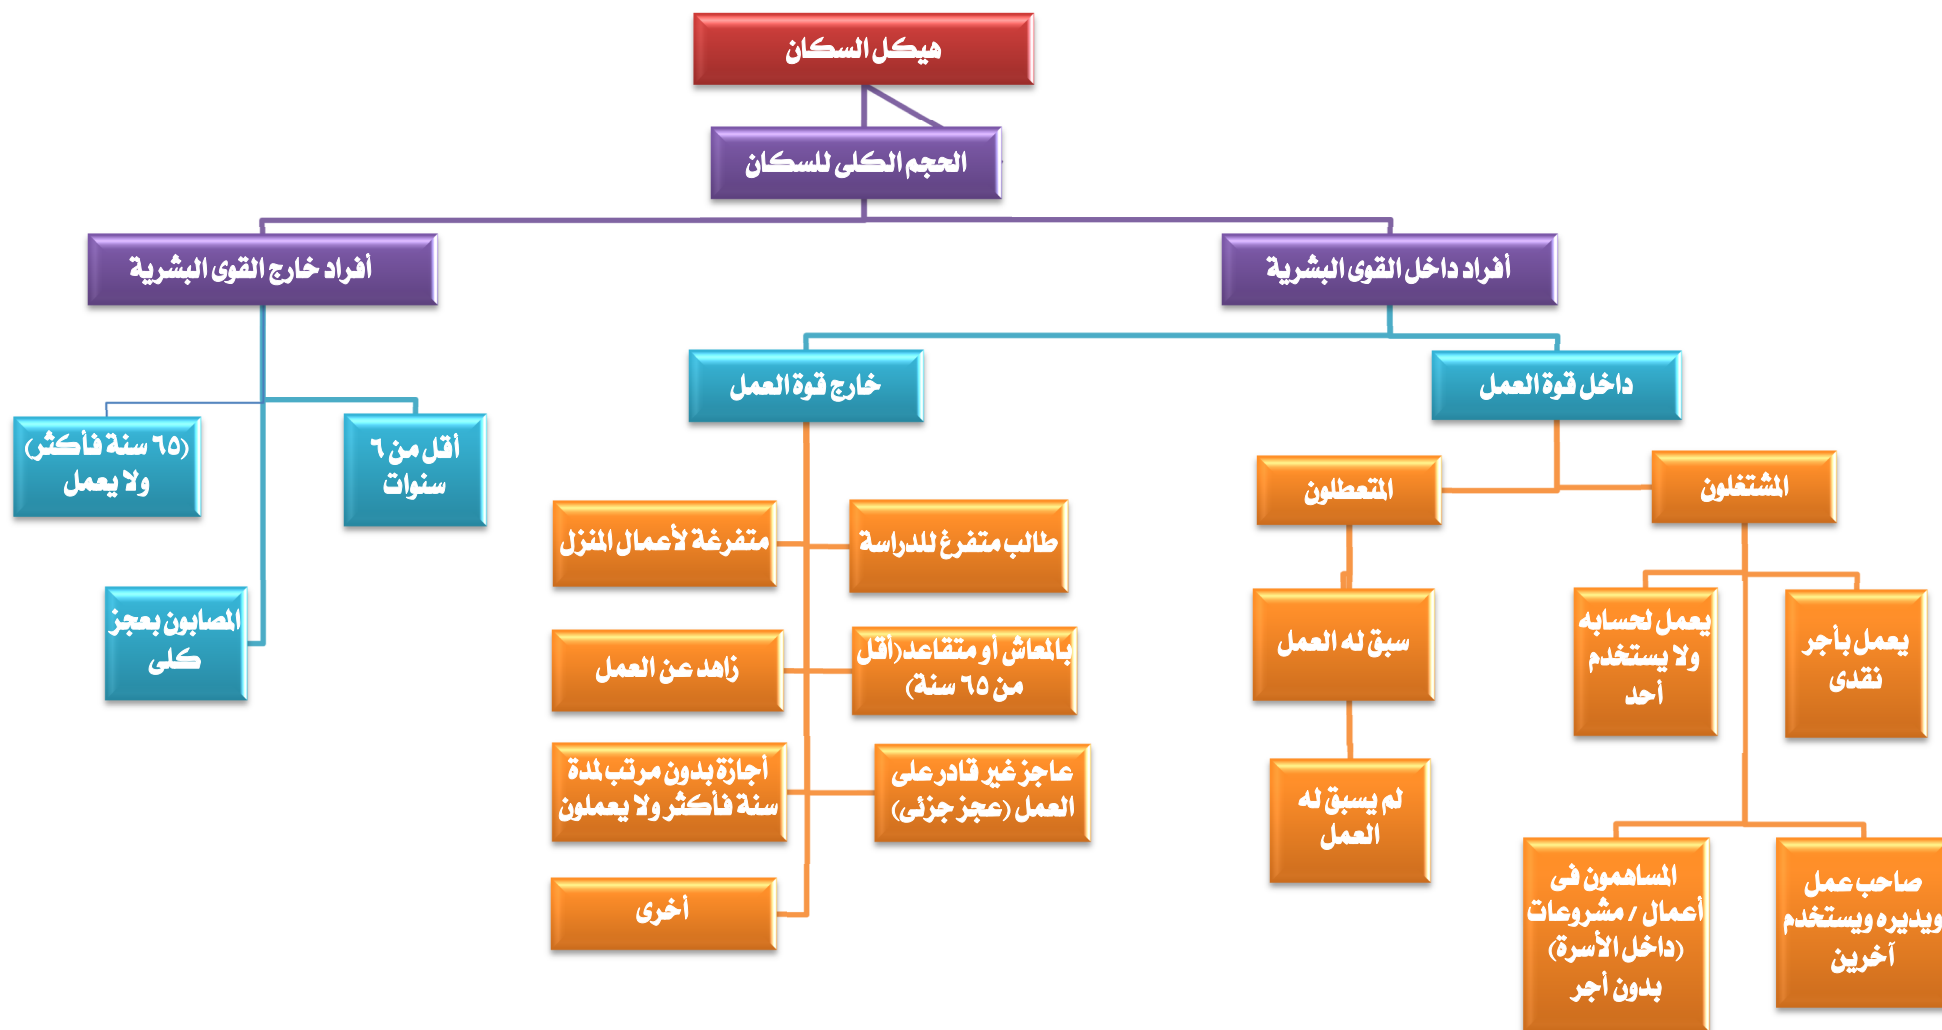 هيكل السكان
الحجم الكلى للسكان
أفراد داخل القوى البشرية
أفراد خارج القوى البشرية
داخل قوة العمل
خارج قوة العمل
أقل من ٦
سنوات
(٦٥ سنة فأكثر)
ولا يعمل
المصابون بعجز
كلى
المشتغلون
المتعطلون
طالب متفرغ للدراسة
متفرغة لأعمال المنزل
يعمل بأجر
نقدى
يعمل لحسابه
ولا يستخدم
أحد
سبق له العمل
بالمعاش أو متقاعد(أقل
من ٦٥ سنة)
زاهد عن العمل
لم يسبق له
العمل
عاجز غير قادر على
العمل (عجز جزئى)
أجازة بدون مرتب لمدة
سنة فأكثر ولا يعملون
صاحب عمل
ويديره ويستخدم
آخرين
المساهمون فى
أعمال / مشروعات
(داخل الأسرة)
بدون أجر
أخرى